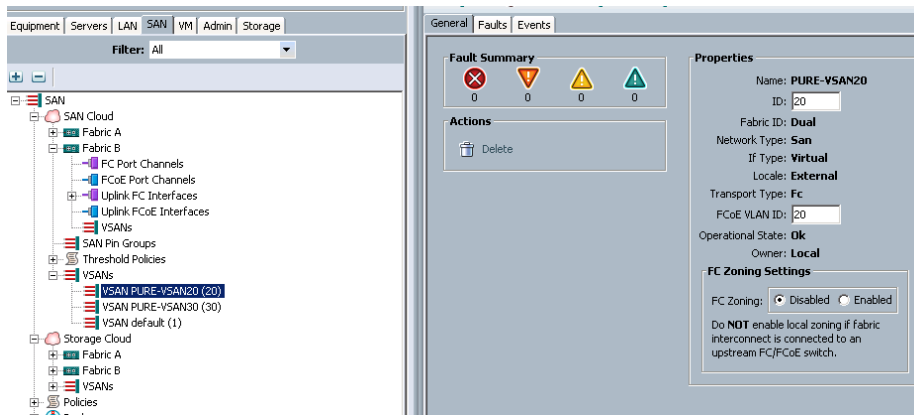 Equipment Servers LAN SAN VM Admin Storage
Filter: All
SAN
SAN Cloud
Fabric A
Fabric B
FC Port Channels
FCoE Port Channels
Uplink FC Interfaces
Uplink FCoE Interfaces
VSANs
SAN Pin Groups
Threshold Policies
VSANs
VSAN PURE-VSAN20 (20)
VSAN PURE-VSAN30 (30)
VSAN default (1)
Storage Cloud
Fabric A
Fabric B
VSANs
Policies
General Faults Events
Fault Summary
0 0 0 0
Actions
Delete
Properties
Name: PURE-VSAN20
ID: 20
Fabric ID: Dual
Network Type: San
If Type: Virtual
Locale: External
Transport Type: Fc
FCoE VLAN ID: 20
Operational State: Ok
Owner: Local
FC Zoning Settings
FC Zoning: Disabled Enabled
Do NOT enable local zoning if fabric
interconnect is connected to an
upstream FC/FCoE switch.